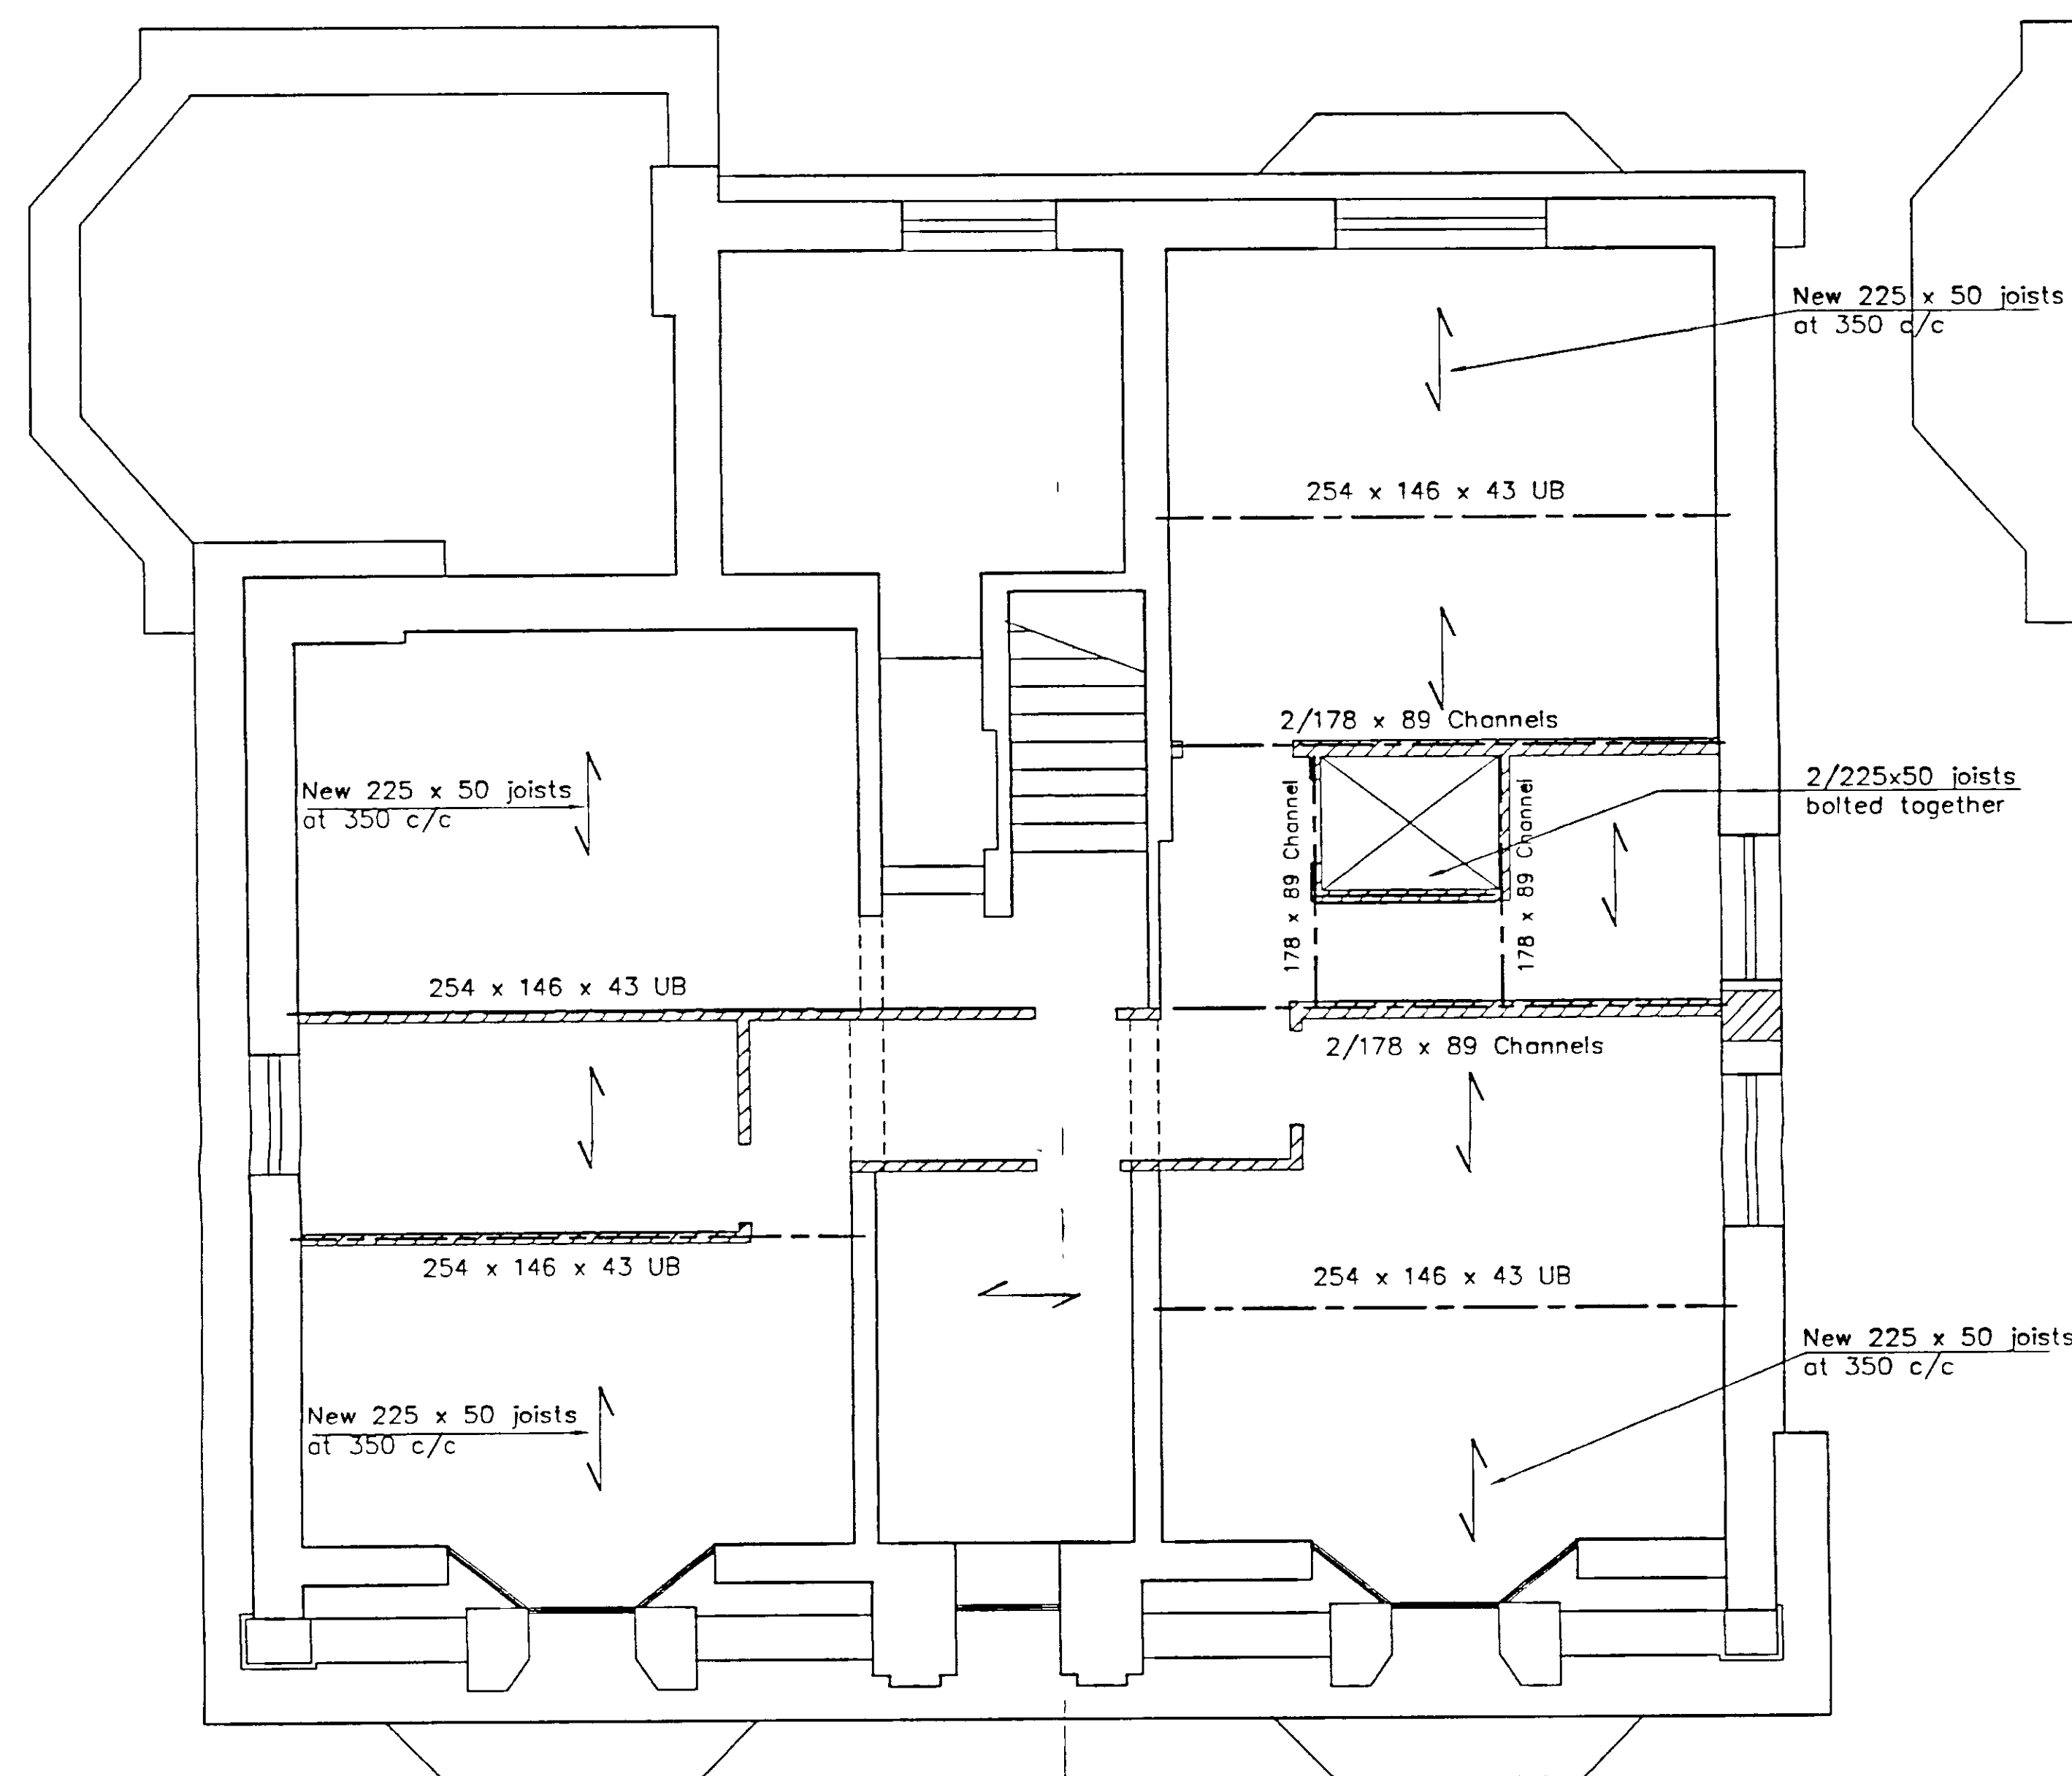 New 225 x 50 joists
at 350 c/c
254 x 146 x 43 UB
2/178 x 89 Channels
New 225 x 50 joists
at 350 c/c
178 x 89 Channel
178 x 89 Channel
2/225x50 joists
bolted together
254 x 146 x 43 UB
2/178 x 89 Channels
254 x 146 x 43 UB
254 x 146 x 43 UB
New 225 x 50 joists
at 350 c/c
New 225 x 50 joists
at 350 c/c